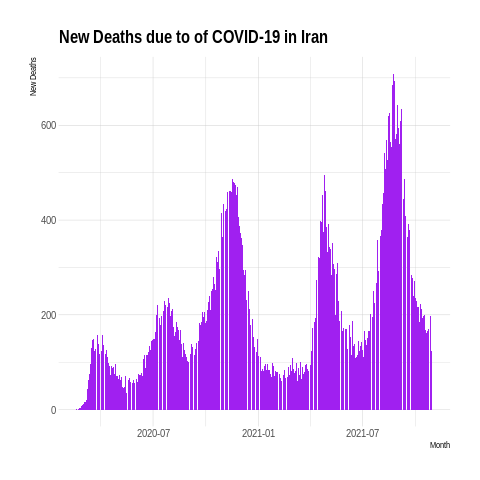 New Deaths due to of COVID-19 in Iran
New Deaths
600
400
200
0
2020-07
2021-01
2021-07
Month